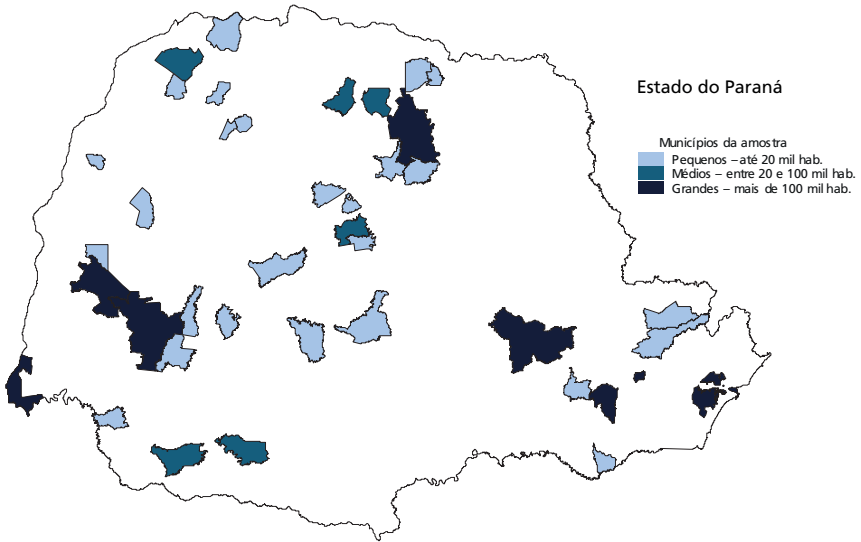 Estado do Paraná
Municípios da amostra
Pequenos – até 20 mil hab.
Médios – entre 20 e 100 mil hab.
Grandes – mais de 100 mil hab.